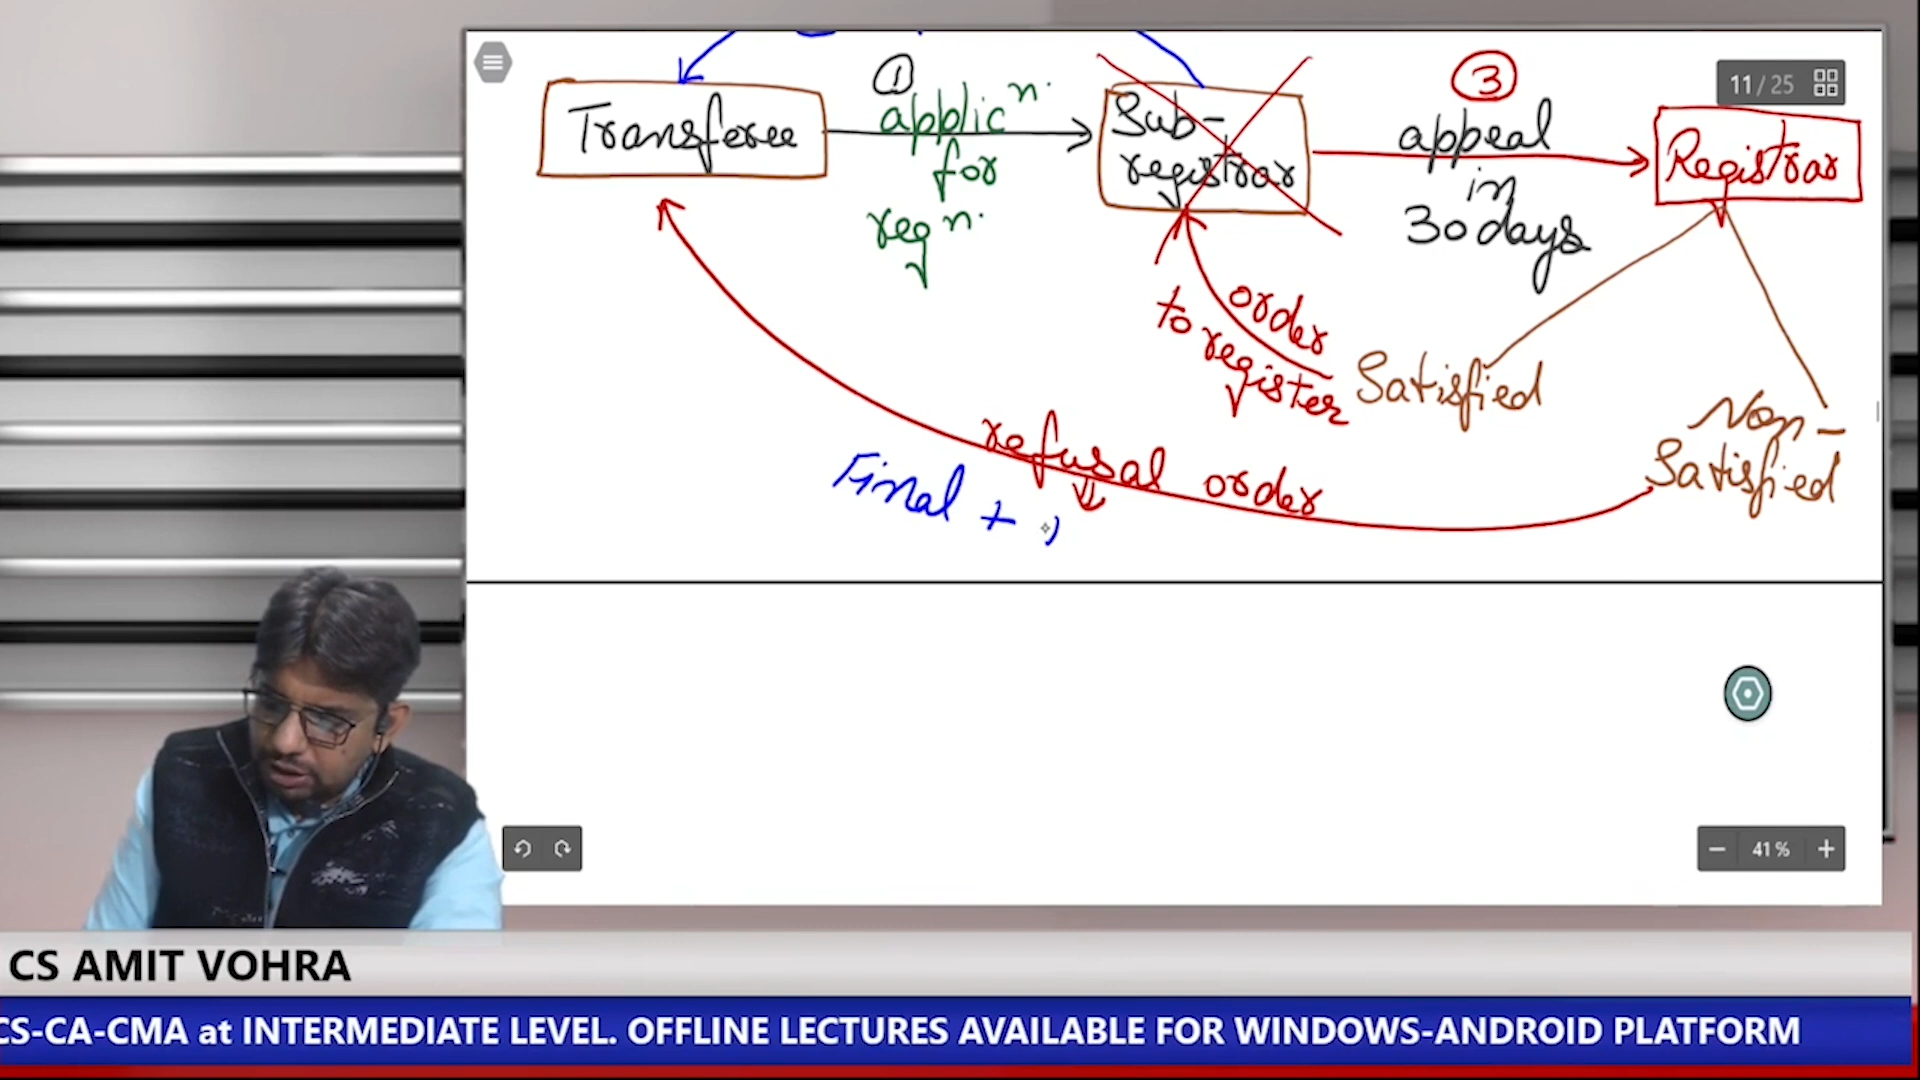 ① 3 11 / 25
Transferee applicⁿ· for regⁿ· Sub-registrar appeal in 30 days Registrar
order to register Satisfied
Non-Satisfied
refusal order
Final +
41 %
CS AMIT VOHRA
CS-CA-CMA at INTERMEDIATE LEVEL. OFFLINE LECTURES AVAILABLE FOR WINDOWS-ANDROID PLATFORM